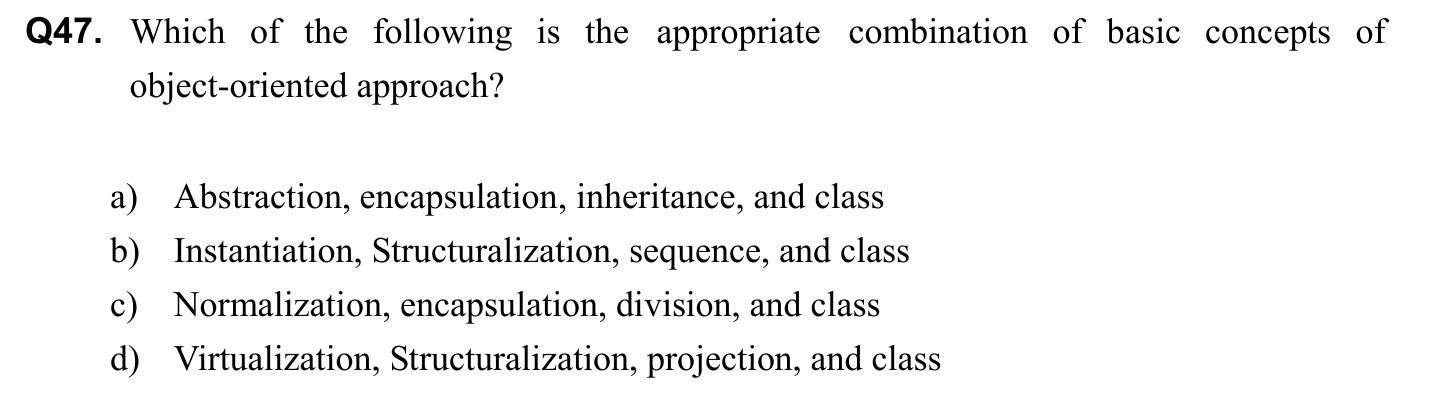 Q47. Which of the following is the appropriate combination of basic concepts of
object-oriented approach?
a) Abstraction, encapsulation, inheritance, and class
b) Instantiation, Structuralization, sequence, and class
c) Normalization, encapsulation, division, and class
d) Virtualization, Structuralization, projection, and class